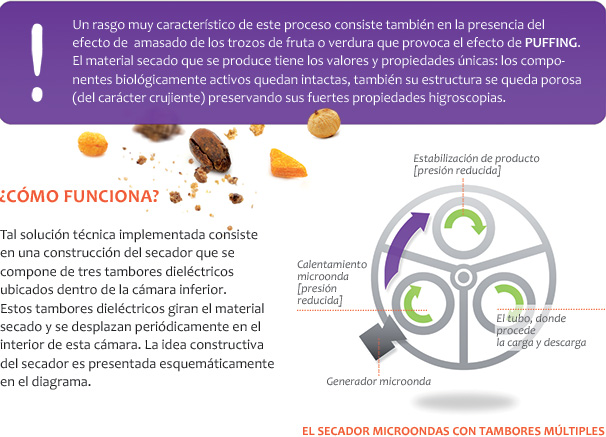 !
Un rasgo muy característico de este proceso consiste también en la presencia del
efecto de amasado de los trozos de fruta o verdura que provoca el efecto de PUFFING.
El material secado que se produce tiene los valores y propiedades únicas: los compo-
nentes biológicamente activos quedan intactas, también su estructura se queda porosa
(del carácter crujiente) preservando sus fuertes propiedades higroscopias.
¿CÓMO FUNCIONA?
Tal solución técnica implementada consiste
en una construcción del secador que se
compone de tres tambores dieléctricos
ubicados dentro de la cámara inferior.
Estos tambores dieléctricos giran el material
secado y se desplazan periódicamente en el
interior de esta cámara. La idea constructiva
del secador es presentada esquemáticamente
en el diagrama.
Estabilización de producto
[presión reducida]
Calentamiento
microonda
[presión
reducida]
El tubo, donde
procede
la carga y descarga
Generador microonda
EL SECADOR MICROONDAS CON TAMBORES MÚLTIPLES